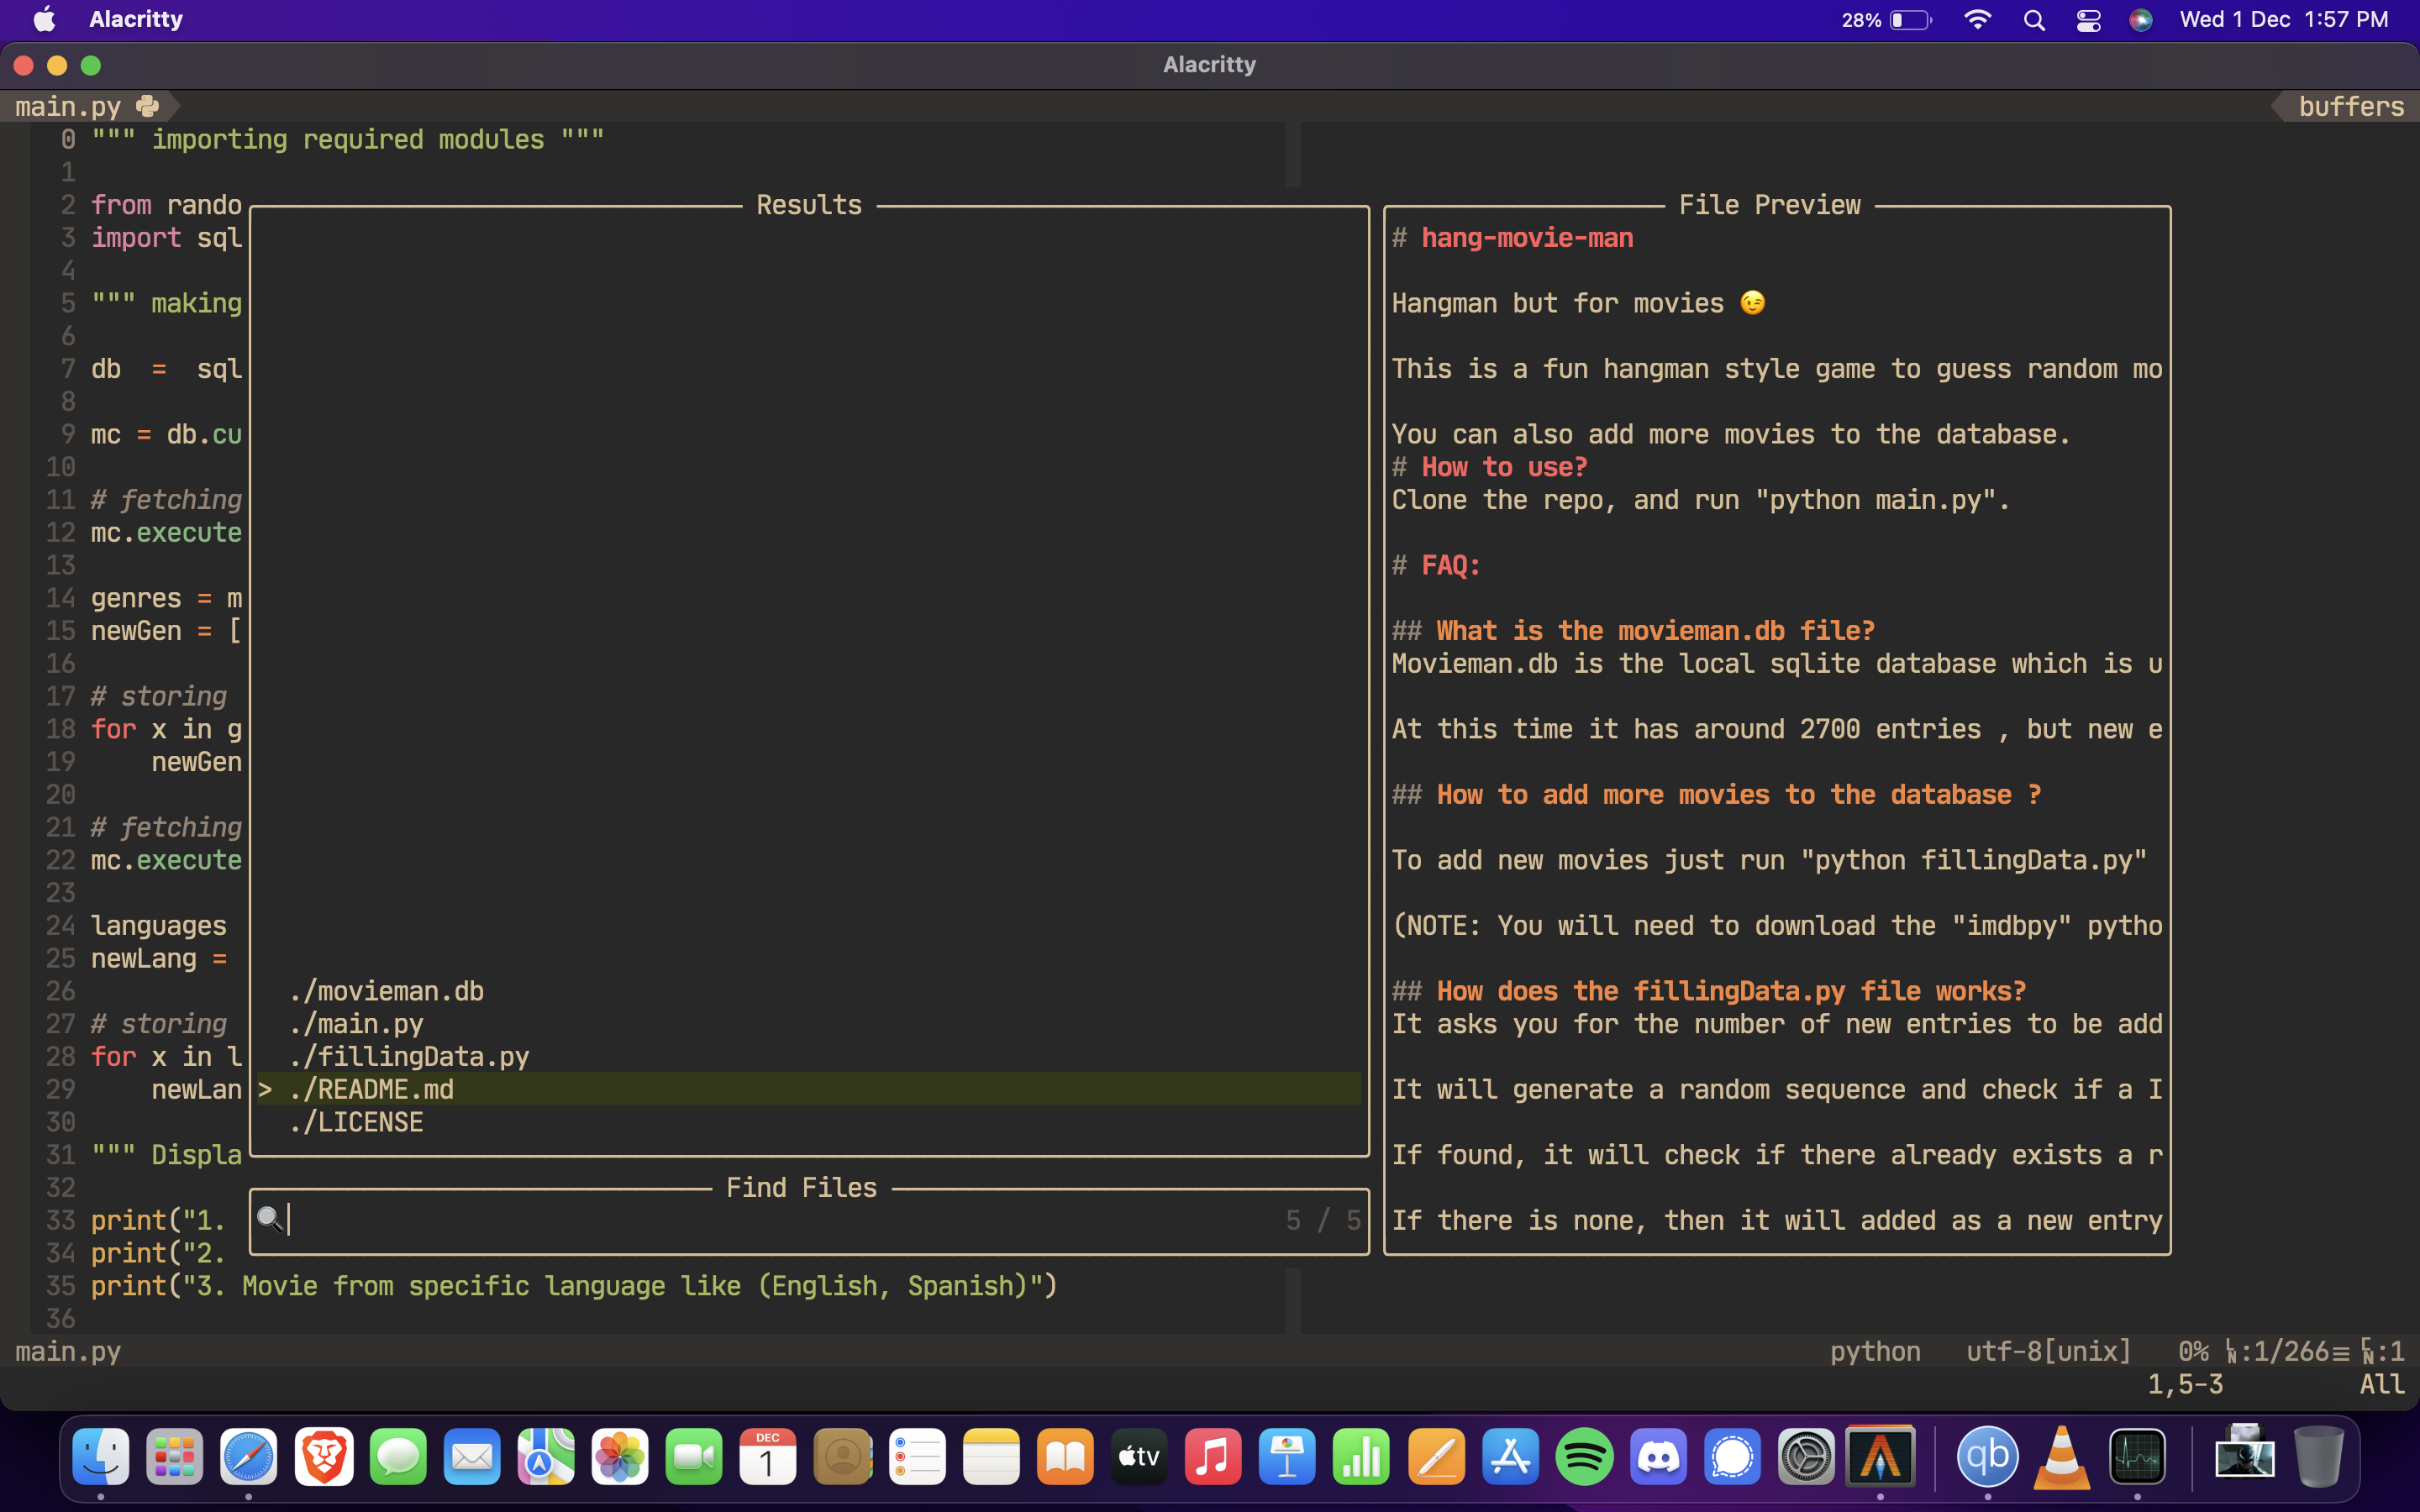 Alacritty
28%
Wed 1 Dec 1:57 PM
Alacritty
main.py
buffers
0 """ importing required modules """
1
2 from rando
3 import sql
4
5 """ making
6
7 db = sql
8
9 mc = db.cu
10
11 # fetching
12 mc.execute
13
14 genres = m
15 newGen = [
16
17 # storing
18 for x in g
19 newGen
20
21 # fetching
22 mc.execute
23
24 languages
25 newLang =
26
27 # storing
28 for x in l
29 newLan
30
31 """ Displa
32
33 print("1.
34 print("2.
35 print("3. Movie from specific language like (English, Spanish)")
36
Results
./movieman.db
./main.py
./fillingData.py
> ./README.md
./LICENSE
Find Files
5 / 5
File Preview
# hang-movie-man
Hangman but for movies 😉
This is a fun hangman style game to guess random mo
You can also add more movies to the database.
# How to use?
Clone the repo, and run "python main.py".
# FAQ:
## What is the movieman.db file?
Movieman.db is the local sqlite database which is u
At this time it has around 2700 entries , but new e
## How to add more movies to the database ?
To add new movies just run "python fillingData.py"
(NOTE: You will need to download the "imdbpy" pytho
## How does the fillingData.py file works?
It asks you for the number of new entries to be add
It will generate a random sequence and check if a I
If found, it will check if there already exists a r
If there is none, then it will added as a new entry
main.py
python utf-8[unix] 0% LN:1/266≡ CN:1
1,5-3 All
DEC
1
tv
qb